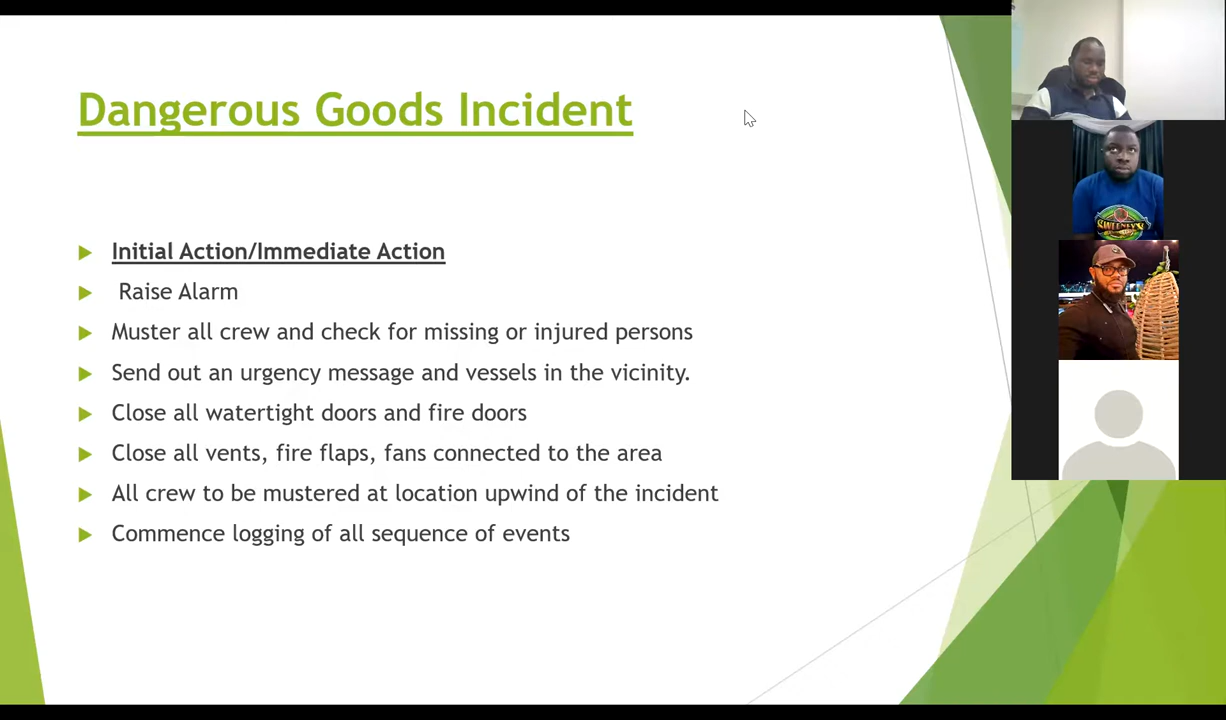 Dangerous Goods Incident
Initial Action/Immediate Action
Raise Alarm
Muster all crew and check for missing or injured persons
Send out an urgency message and vessels in the vicinity.
Close all watertight doors and fire doors
Close all vents, fire flaps, fans connected to the area
All crew to be mustered at location upwind of the incident
Commence logging of all sequence of events